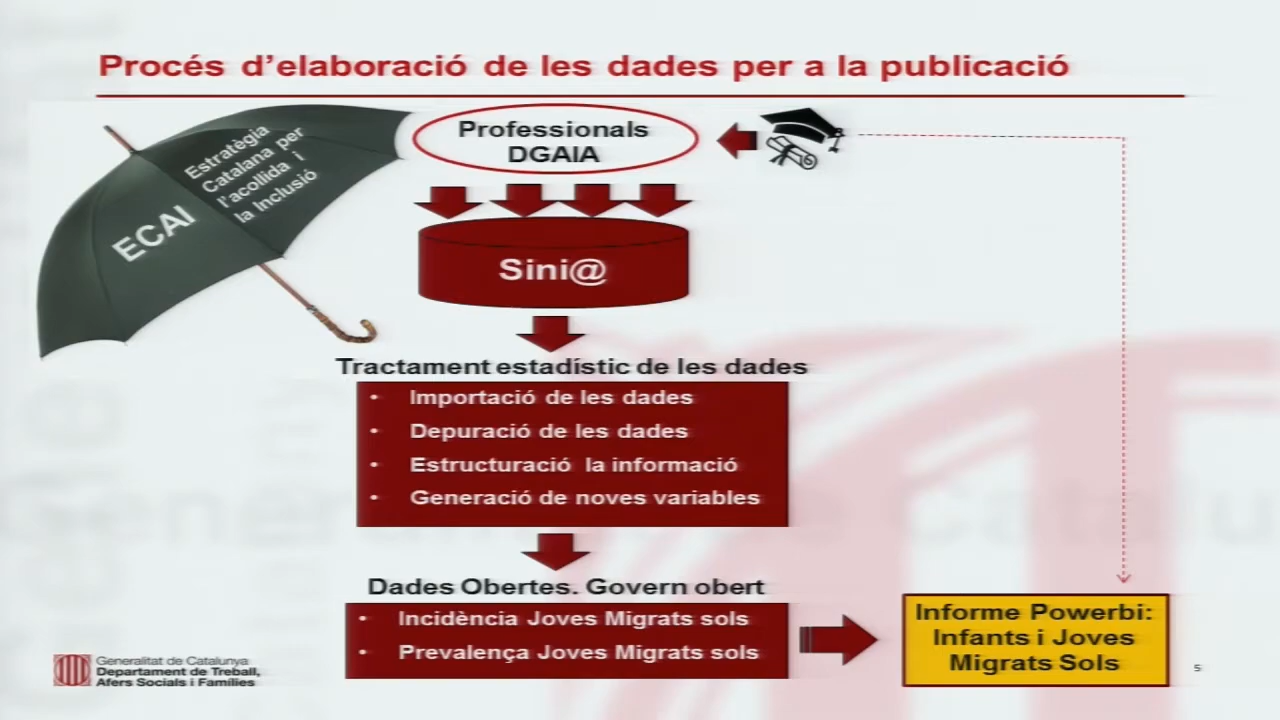 Procés d'elaboració de les dades per a la publicació
ECAI
Estratègia
Catalana per
l'acollida i
la Inclusió
Professionals
DGAIA
Sini@
Tractament estadístic de les dades
• Importació de les dades
• Depuració de les dades
• Estructuració la informació
• Generació de noves variables
Dades Obertes. Govern obert
• Incidència Joves Migrats sols
• Prevalença Joves Migrats sols
Informe Powerbi:
Infants i Joves
Migrats Sols
Generalitat de Catalunya
Departament de Treball,
Afers Socials i Famílies
5